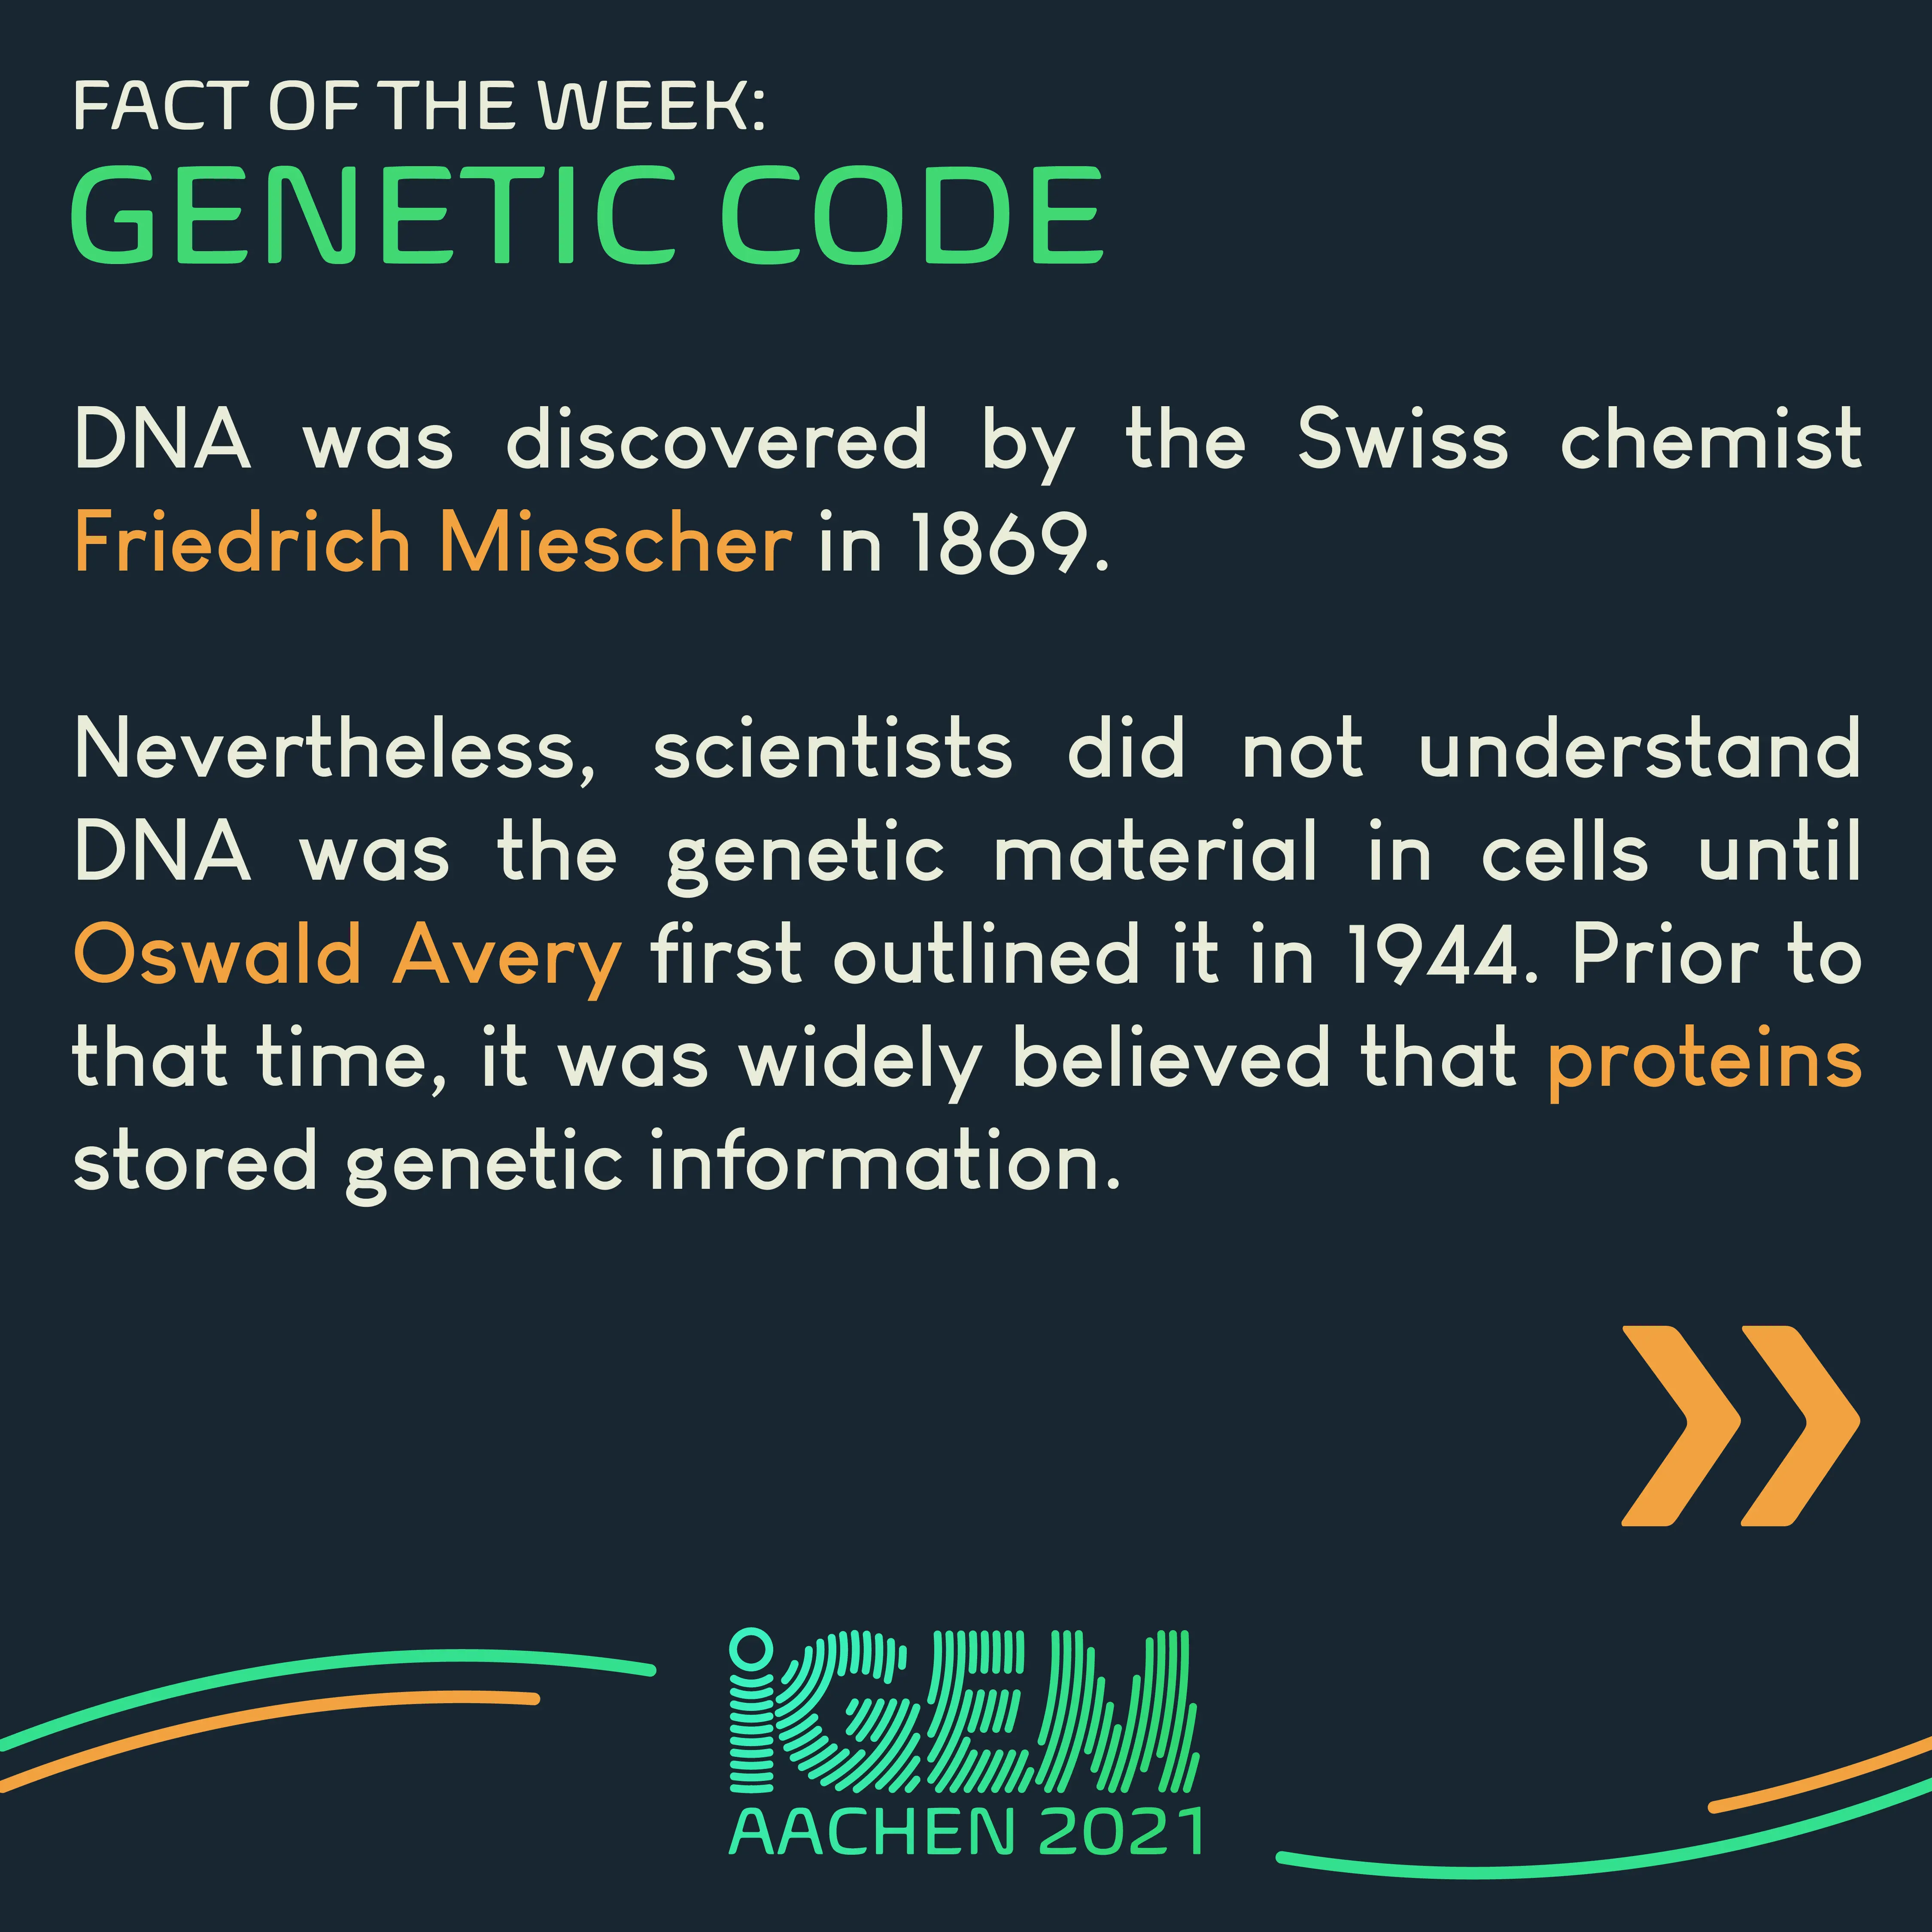 FACT OF THE WEEK:
GENETIC CODE
DNA was discovered by the Swiss chemist
Friedrich Miescher in 1869.
Nevertheless, scientists did not understand
DNA was the genetic material in cells until
Oswald Avery first outlined it in 1944. Prior to
that time, it was widely believed that proteins
stored genetic information.
iGEM
AACHEN 2021